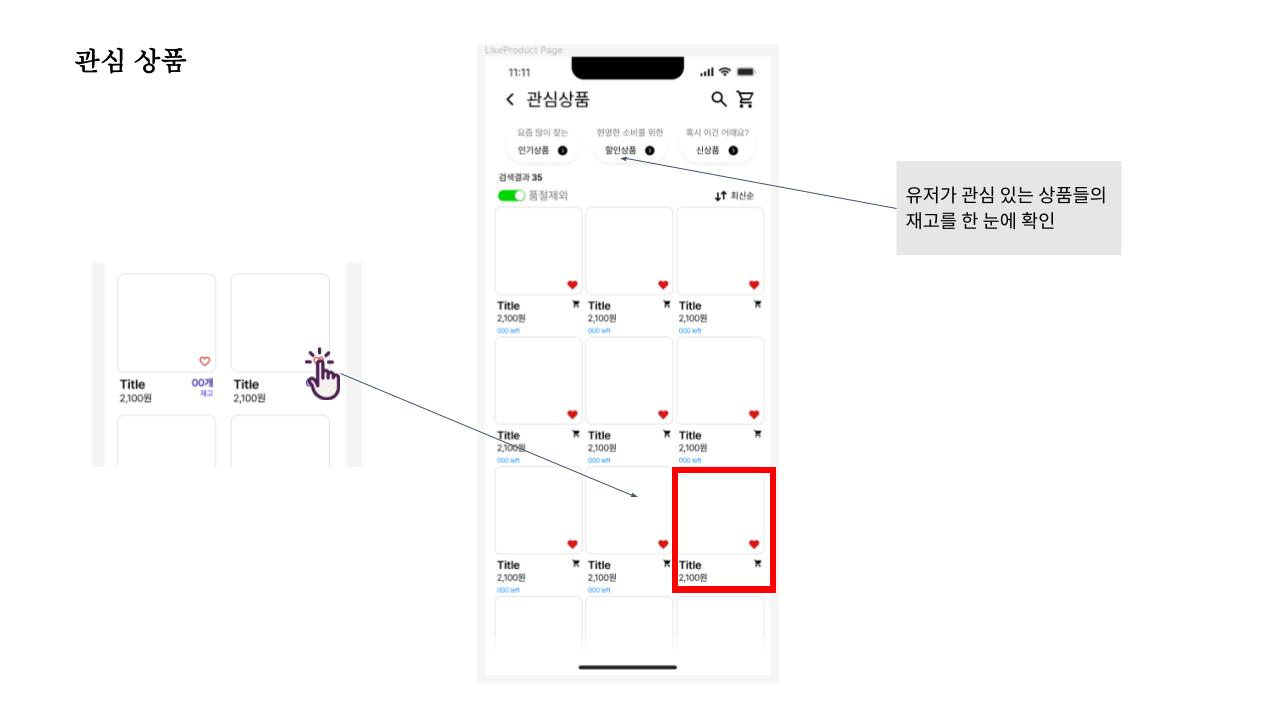 관심 상품
LikeProduct Page
11:11
관심상품
요즘 많이 찾는
인기상품
현명한 소비를 위한
할인상품
혹시 이건 어때요?
신상품
검색결과 35
품절제외
최신순
유저가 관심 있는 상품들의
재고를 한 눈에 확인
Title
2,100원
000 left
Title
2,100원
000 left
Title
2,100원
000 left
Title
00개
2,100원
재고
Title
2,100원
Title
2,100원
000 left
Title
2,100원
000 left
Title
2,100원
000 left
Title
2,100원
000 left
Title
2,100원
000 left
Title
2,100원